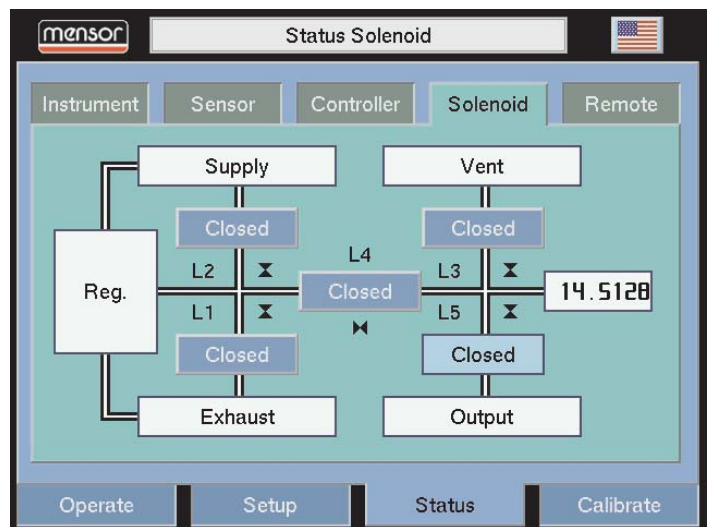 mensor
Status Solenoid
Instrument
Sensor
Controller
Solenoid
Remote
Supply
Vent
Closed
Closed
L2
L4
L3
Reg.
Closed
14.5128
L1
L5
Closed
Closed
Exhaust
Output
Operate
Setup
Status
Calibrate